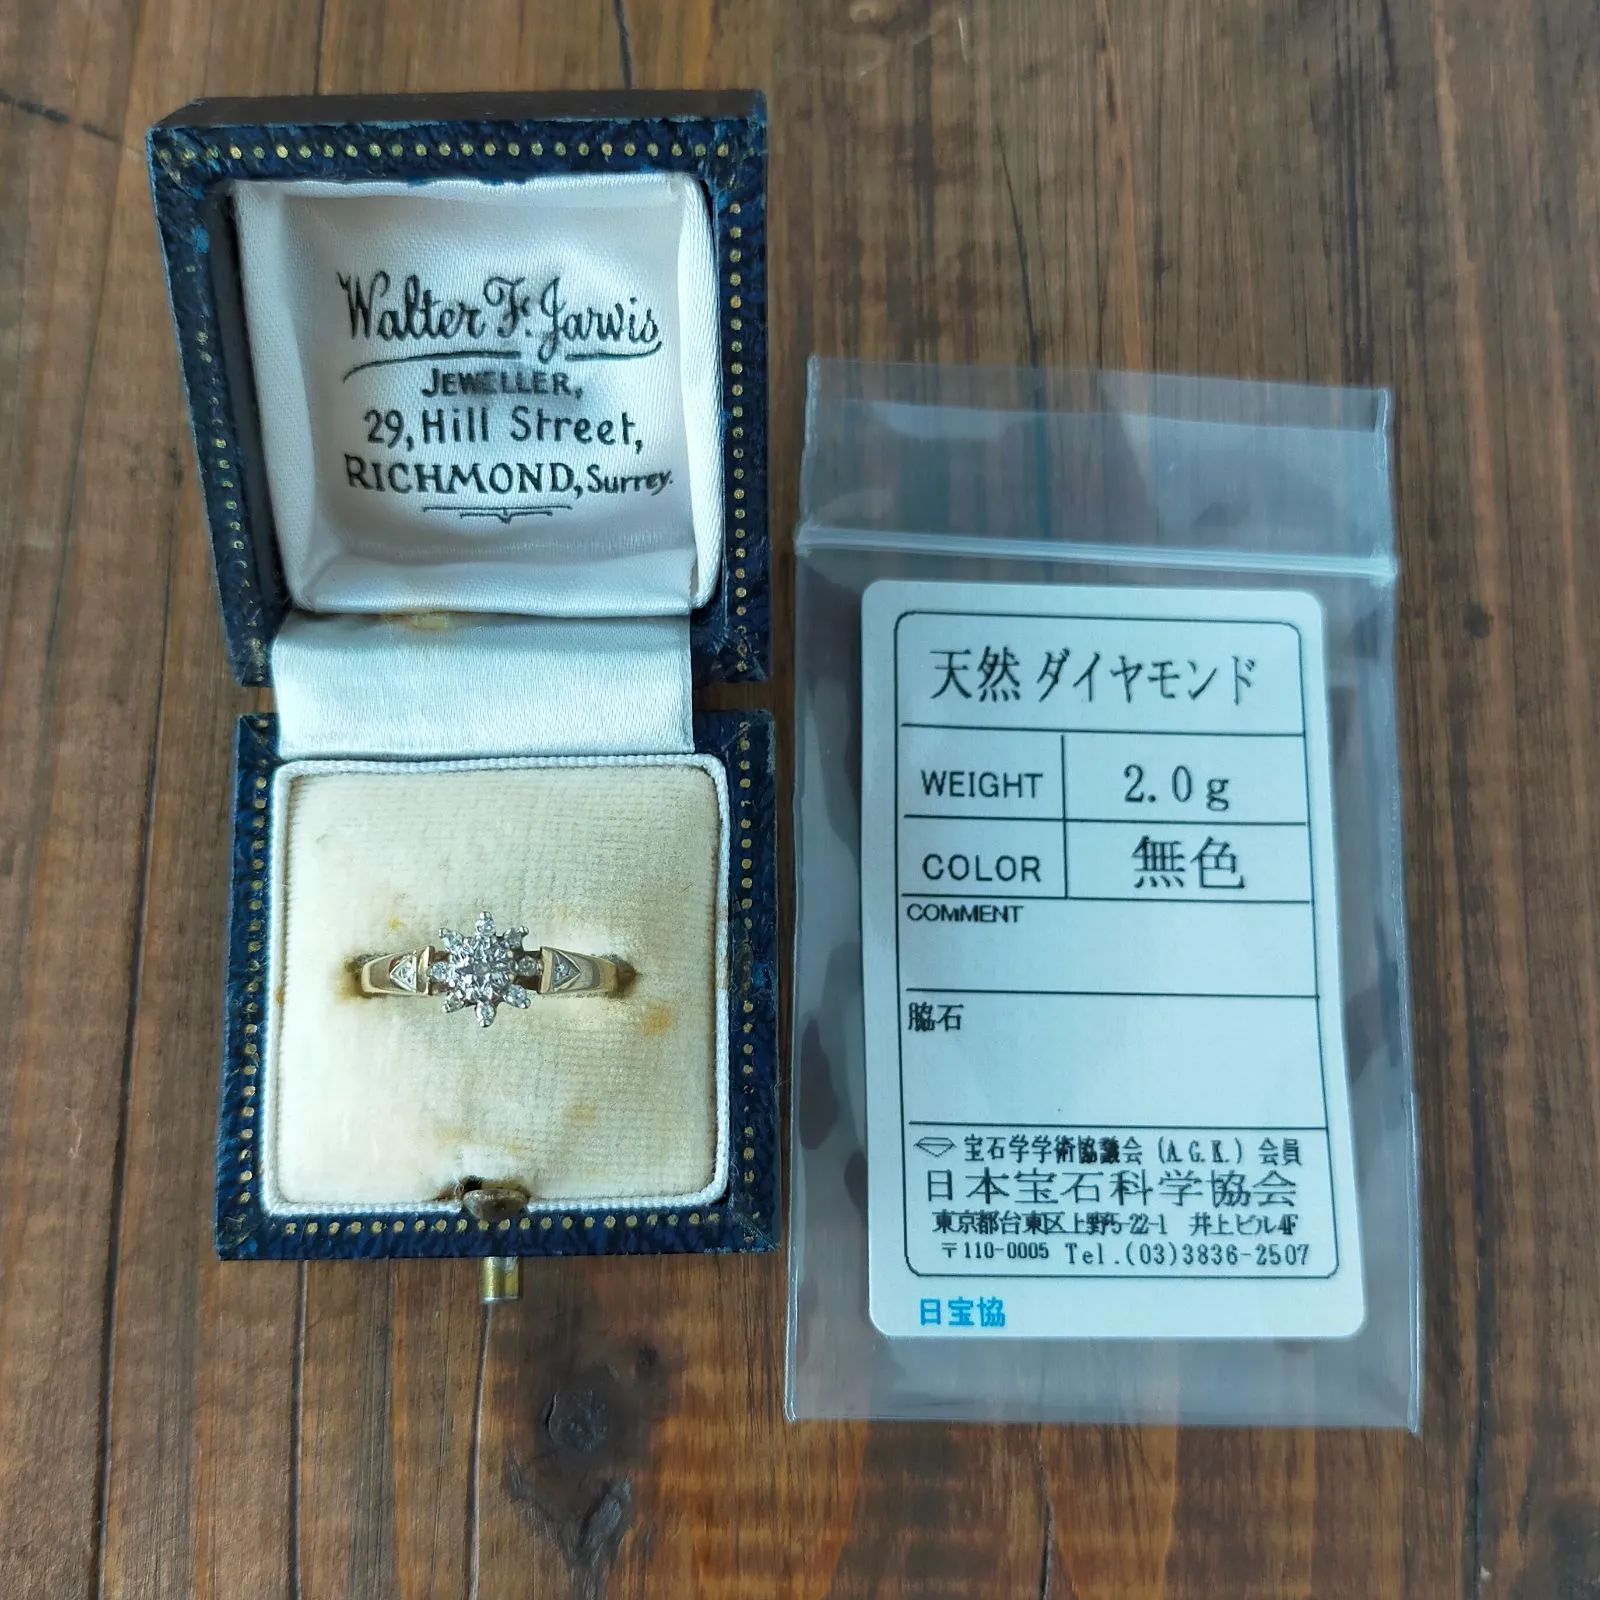 Walter F. Jarvis
JEWELLER,
29, Hill Street,
RICHMOND, Surrey.
天然 ダイヤモンド
WEIGHT 2.0g
COLOR 無色
COMMENT
脇石
宝石学学術協議会 (A.G.K.) 会員
日本宝石科学協会
東京都台東区上野5-22-1 井上ビル4F
〒110-0005 Tel.(03)3836-2507
日宝協